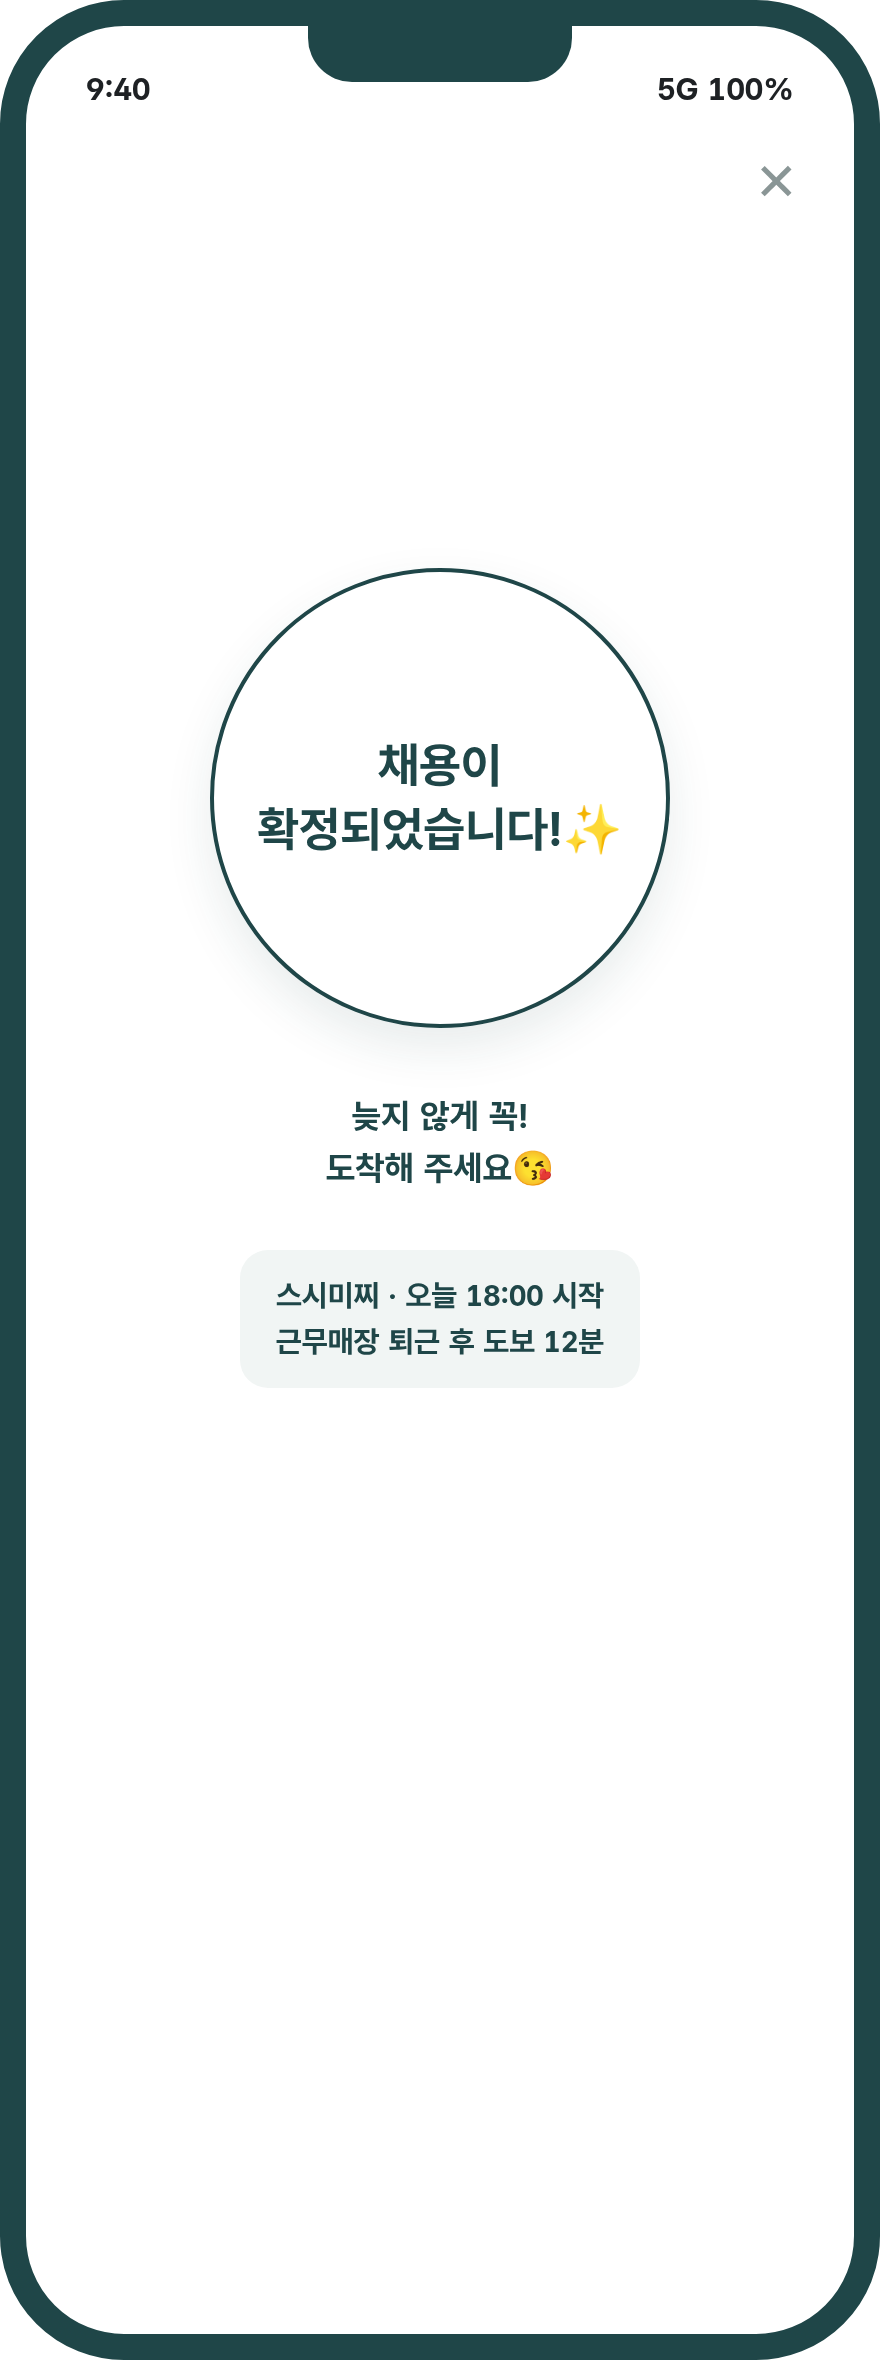 9:40
5G 100%
채용이
확정되었습니다!✨
늦지 않게 꼭!
도착해 주세요😘
스시미찌 · 오늘 18:00 시작
근무매장 퇴근 후 도보 12분